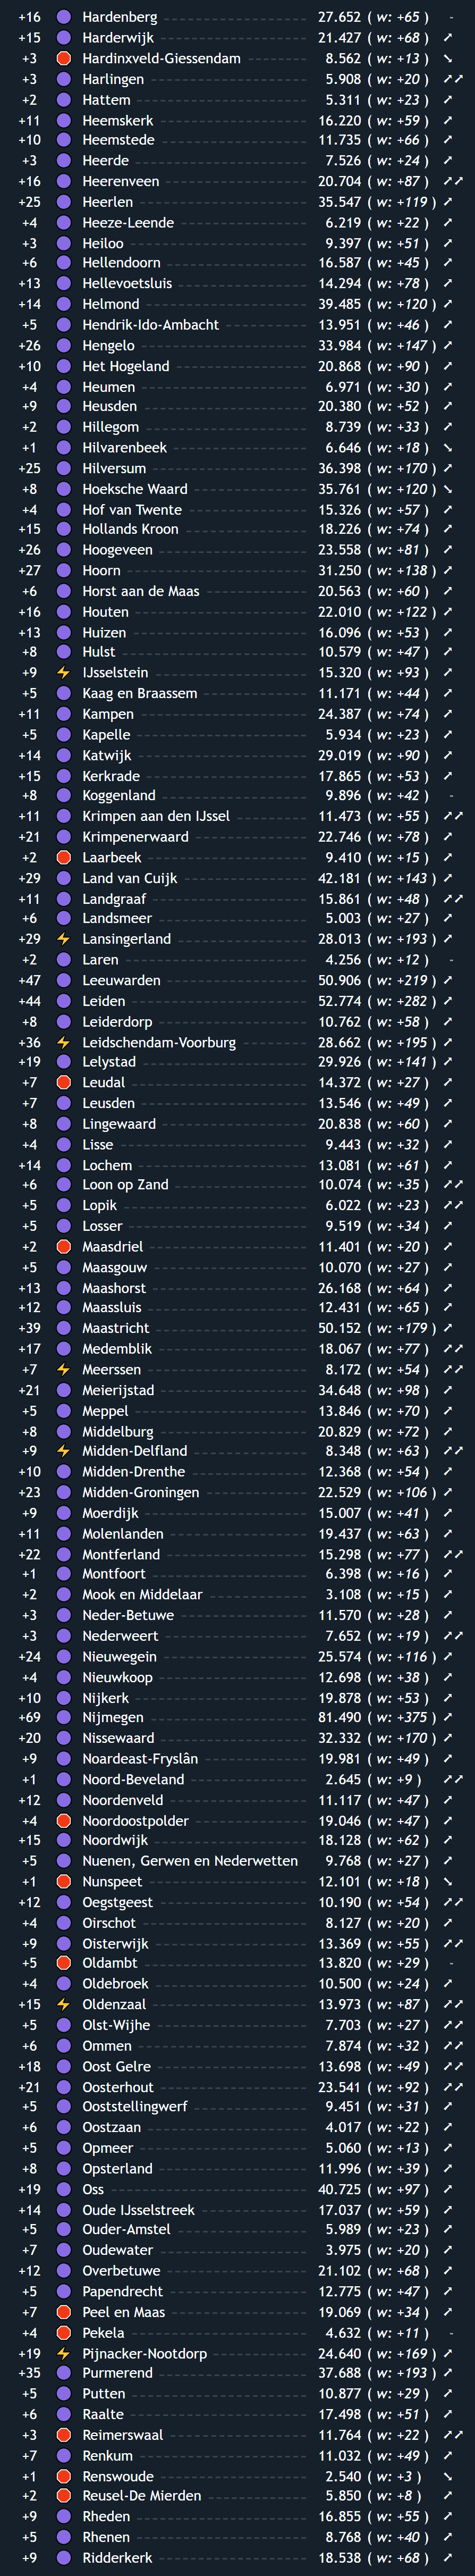 +16 Hardenberg 27.652 ( w: +65 ) -
+15 Harderwijk 21.427 ( w: +68 ) ➚
+3 Hardinxveld-Giessendam 8.562 ( w: +13 ) ➘
+3 Harlingen 5.908 ( w: +20 ) ➚➚
+2 Hattem 5.311 ( w: +23 ) ➚
+11 Heemskerk 16.220 ( w: +59 ) ➚
+10 Heemstede 11.735 ( w: +66 ) ➚
+3 Heerde 7.526 ( w: +24 ) ➚
+16 Heerenveen 20.704 ( w: +87 ) ➚➚
+25 Heerlen 35.547 ( w: +119 ) ➚
+4 Heeze-Leende 6.219 ( w: +22 ) ➚
+3 Heiloo 9.397 ( w: +51 ) ➚
+6 Hellendoorn 16.587 ( w: +45 ) ➚
+13 Hellevoetsluis 14.294 ( w: +78 ) ➚
+14 Helmond 39.485 ( w: +120 ) ➚
+5 Hendrik-Ido-Ambacht 13.951 ( w: +46 ) ➚
+26 Hengelo 33.984 ( w: +147 ) ➚
+10 Het Hogeland 20.868 ( w: +90 ) ➚
+4 Heumen 6.971 ( w: +30 ) ➚
+9 Heusden 20.380 ( w: +52 ) ➚
+2 Hillegom 8.739 ( w: +33 ) ➚
+1 Hilvarenbeek 6.646 ( w: +18 ) ➘
+25 Hilversum 36.398 ( w: +170 ) ➚
+8 Hoeksche Waard 35.761 ( w: +120 ) ➘
+4 Hof van Twente 15.326 ( w: +57 ) ➚
+15 Hollands Kroon 18.226 ( w: +74 ) ➚
+26 Hoogeveen 23.558 ( w: +81 ) ➚
+27 Hoorn 31.250 ( w: +138 ) ➚
+6 Horst aan de Maas 20.563 ( w: +60 ) ➚
+16 Houten 22.010 ( w: +122 ) ➚
+13 Huizen 16.096 ( w: +53 ) ➚
+8 Hulst 10.579 ( w: +47 ) ➚
+9 IJsselstein 15.320 ( w: +93 ) ➚
+5 Kaag en Braassem 11.171 ( w: +44 ) ➚
+11 Kampen 24.387 ( w: +74 ) ➚
+5 Kapelle 5.934 ( w: +23 ) ➚
+14 Katwijk 29.019 ( w: +90 ) ➚
+15 Kerkrade 17.865 ( w: +53 ) ➚
+8 Koggenland 9.896 ( w: +42 ) -
+11 Krimpen aan den IJssel 11.473 ( w: +55 ) ➚➚
+21 Krimpenerwaard 22.746 ( w: +78 ) ➚
+2 Laarbeek 9.410 ( w: +15 ) ➚
+29 Land van Cuijk 42.181 ( w: +143 ) ➚
+11 Landgraaf 15.861 ( w: +48 ) ➚➚
+6 Landsmeer 5.003 ( w: +27 ) ➚
+29 Lansingerland 28.013 ( w: +193 ) ➚
+2 Laren 4.256 ( w: +12 ) -
+47 Leeuwarden 50.906 ( w: +219 ) ➚
+44 Leiden 52.774 ( w: +282 ) ➚
+8 Leiderdorp 10.762 ( w: +58 ) ➚
+36 Leidschendam-Voorburg 28.662 ( w: +195 ) ➚
+19 Lelystad 29.926 ( w: +141 ) ➚
+7 Leudal 14.372 ( w: +27 ) ➚
+7 Leusden 13.546 ( w: +49 ) ➚
+8 Lingewaard 20.838 ( w: +60 ) ➚
+4 Lisse 9.443 ( w: +32 ) ➚
+14 Lochem 13.081 ( w: +61 ) ➚
+6 Loon op Zand 10.074 ( w: +35 ) ➚➚
+5 Lopik 6.022 ( w: +23 ) ➚➚
+5 Losser 9.519 ( w: +34 ) ➚
+2 Maasdriel 11.401 ( w: +20 ) ➚
+5 Maasgouw 10.070 ( w: +27 ) ➚
+13 Maashorst 26.168 ( w: +64 ) ➚
+12 Maassluis 12.431 ( w: +65 ) ➚
+39 Maastricht 50.152 ( w: +179 ) ➚
+17 Medemblik 18.067 ( w: +77 ) ➚➚
+7 Meerssen 8.172 ( w: +54 ) ➚➚
+21 Meierijstad 34.648 ( w: +98 ) ➚
+5 Meppel 13.846 ( w: +70 ) ➚
+8 Middelburg 20.829 ( w: +72 ) ➚
+9 Midden-Delfland 8.348 ( w: +63 ) ➚➚
+10 Midden-Drenthe 12.368 ( w: +54 ) ➚
+23 Midden-Groningen 22.529 ( w: +106 ) ➚
+9 Moerdijk 15.007 ( w: +41 ) ➚
+11 Molenlanden 19.437 ( w: +63 ) ➚
+22 Montferland 15.298 ( w: +77 ) ➚➚
+1 Montfoort 6.398 ( w: +16 ) ➚
+2 Mook en Middelaar 3.108 ( w: +15 ) ➚
+3 Neder-Betuwe 11.570 ( w: +28 ) ➚
+3 Nederweert 7.652 ( w: +19 ) ➚➚
+24 Nieuwegein 25.574 ( w: +116 ) ➚
+4 Nieuwkoop 12.698 ( w: +38 ) ➚
+10 Nijkerk 19.878 ( w: +53 ) ➚
+69 Nijmegen 81.490 ( w: +375 ) ➚
+20 Nissewaard 32.332 ( w: +170 ) ➚
+9 Noardeast-Fryslân 19.981 ( w: +49 ) ➚
+1 Noord-Beveland 2.645 ( w: +9 ) ➚➚
+12 Noordenveld 11.117 ( w: +47 ) ➚
+4 Noordoostpolder 19.046 ( w: +47 ) ➚
+15 Noordwijk 18.128 ( w: +62 ) ➚
+5 Nuenen, Gerwen en Nederwetten 9.768 ( w: +27 ) ➚
+1 Nunspeet 12.101 ( w: +18 ) ➘
+12 Oegstgeest 10.190 ( w: +54 ) ➚➚
+4 Oirschot 8.127 ( w: +20 ) ➚
+9 Oisterwijk 13.369 ( w: +55 ) ➚➚
+5 Oldambt 13.820 ( w: +29 ) -
+4 Oldebroek 10.500 ( w: +24 ) ➚
+15 Oldenzaal 13.973 ( w: +87 ) ➚➚
+5 Olst-Wijhe 7.703 ( w: +27 ) ➚➚
+6 Ommen 7.874 ( w: +32 ) ➚➚
+18 Oost Gelre 13.698 ( w: +49 ) ➚➚
+21 Oosterhout 23.541 ( w: +92 ) ➚➚
+5 Ooststellingwerf 9.451 ( w: +31 ) ➚
+6 Oostzaan 4.017 ( w: +22 ) ➚
+5 Opmeer 5.060 ( w: +13 ) ➚
+8 Opsterland 11.996 ( w: +39 ) ➚
+19 Oss 40.725 ( w: +97 ) ➚
+14 Oude IJsselstreek 17.037 ( w: +59 ) ➚
+5 Ouder-Amstel 5.989 ( w: +23 ) ➚
+7 Oudewater 3.975 ( w: +20 ) ➚
+12 Overbetuwe 21.102 ( w: +68 ) ➚
+5 Papendrecht 12.775 ( w: +47 ) ➚
+7 Peel en Maas 19.069 ( w: +34 ) ➚
+4 Pekela 4.632 ( w: +11 ) -
+19 Pijnacker-Nootdorp 24.640 ( w: +169 ) ➚
+35 Purmerend 37.688 ( w: +193 ) ➚
+5 Putten 10.877 ( w: +29 ) ➚
+6 Raalte 17.498 ( w: +51 ) ➚
+3 Reimerswaal 11.764 ( w: +22 ) ➚➚
+7 Renkum 11.032 ( w: +49 ) ➚
+1 Renswoude 2.540 ( w: +3 ) ➘
+2 Reusel-De Mierden 5.850 ( w: +8 ) ➚
+9 Rheden 16.855 ( w: +55 ) ➚
+5 Rhenen 8.768 ( w: +40 ) ➚
+9 Ridderkerk 18.538 ( w: +68 ) ➚